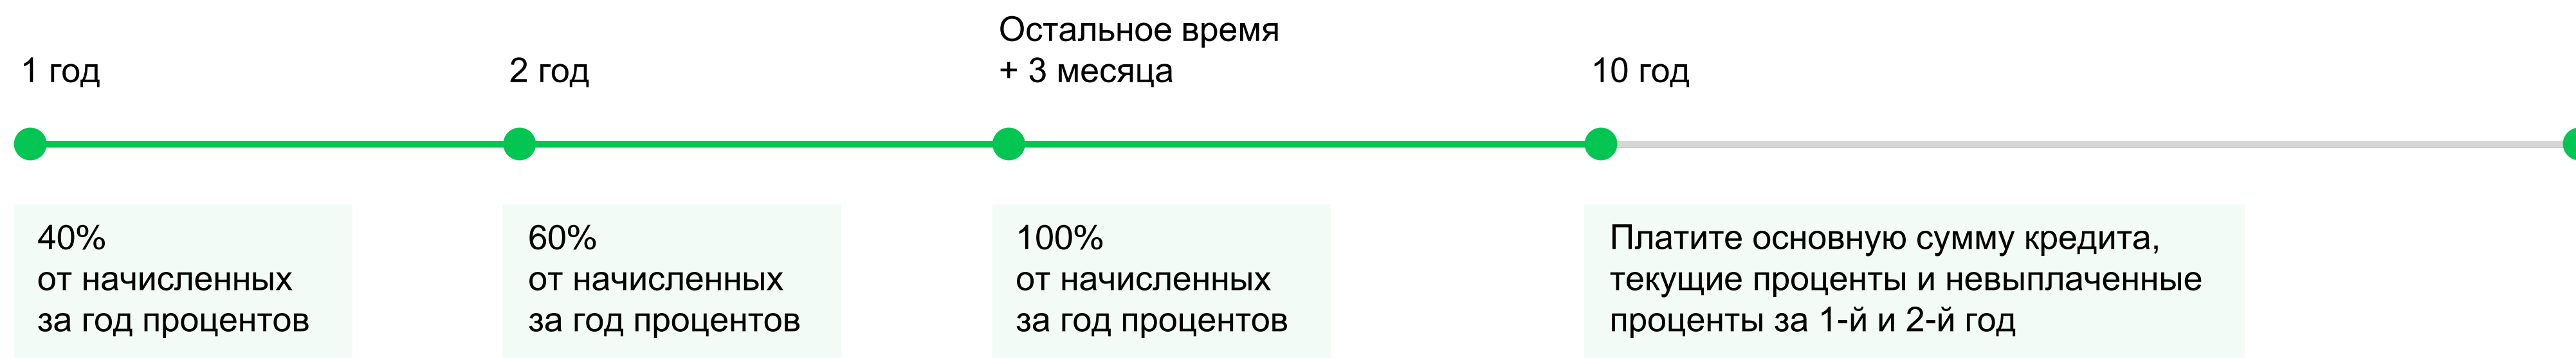 1 год
2 год
Остальное время
+ 3 месяца
10 год
40%
от начисленных
за год процентов
60%
от начисленных
за год процентов
100%
от начисленных
за год процентов
Платите основную сумму кредита,
текущие проценты и невыплаченные
проценты за 1-й и 2-й год